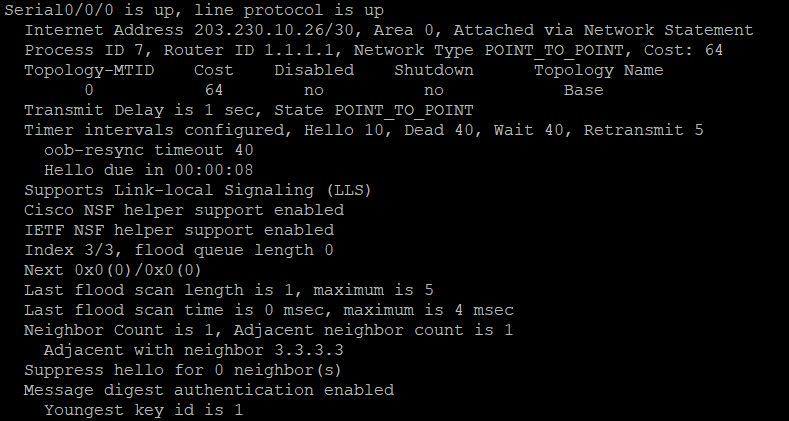 Serial0/0/0 is up, line protocol is up
  Internet Address 203.230.10.26/30, Area 0, Attached via Network Statement
  Process ID 7, Router ID 1.1.1.1, Network Type POINT_TO_POINT, Cost: 64
  Topology-MTID    Cost    Disabled    Shutdown      Topology Name
        0           64        no          no            Base
  Transmit Delay is 1 sec, State POINT_TO_POINT
  Timer intervals configured, Hello 10, Dead 40, Wait 40, Retransmit 5
    oob-resync timeout 40
    Hello due in 00:00:08
  Supports Link-local Signaling (LLS)
  Cisco NSF helper support enabled
  IETF NSF helper support enabled
  Index 3/3, flood queue length 0
  Next 0x0(0)/0x0(0)
  Last flood scan length is 1, maximum is 5
  Last flood scan time is 0 msec, maximum is 4 msec
  Neighbor Count is 1, Adjacent neighbor count is 1
    Adjacent with neighbor 3.3.3.3
  Suppress hello for 0 neighbor(s)
  Message digest authentication enabled
    Youngest key id is 1